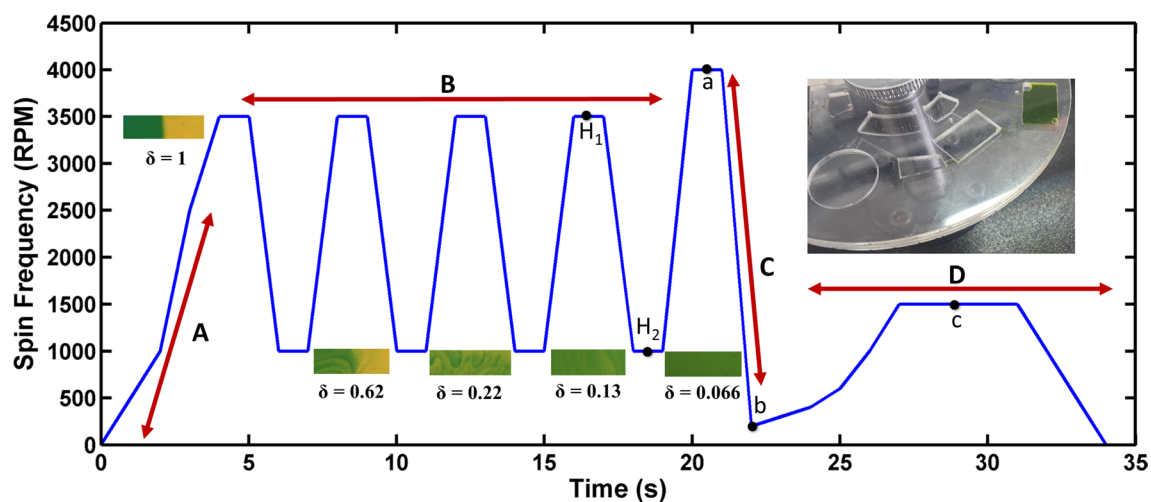 4500
4000
3500
3000
2500
2000
1500
1000
500
0
Spin Frequency (RPM)
0 5 10 15 20 25 30 35
Time (s)
A
B
C
D
H1
H2
a
b
c
δ = 1
δ = 0.62
δ = 0.22
δ = 0.13
δ = 0.066